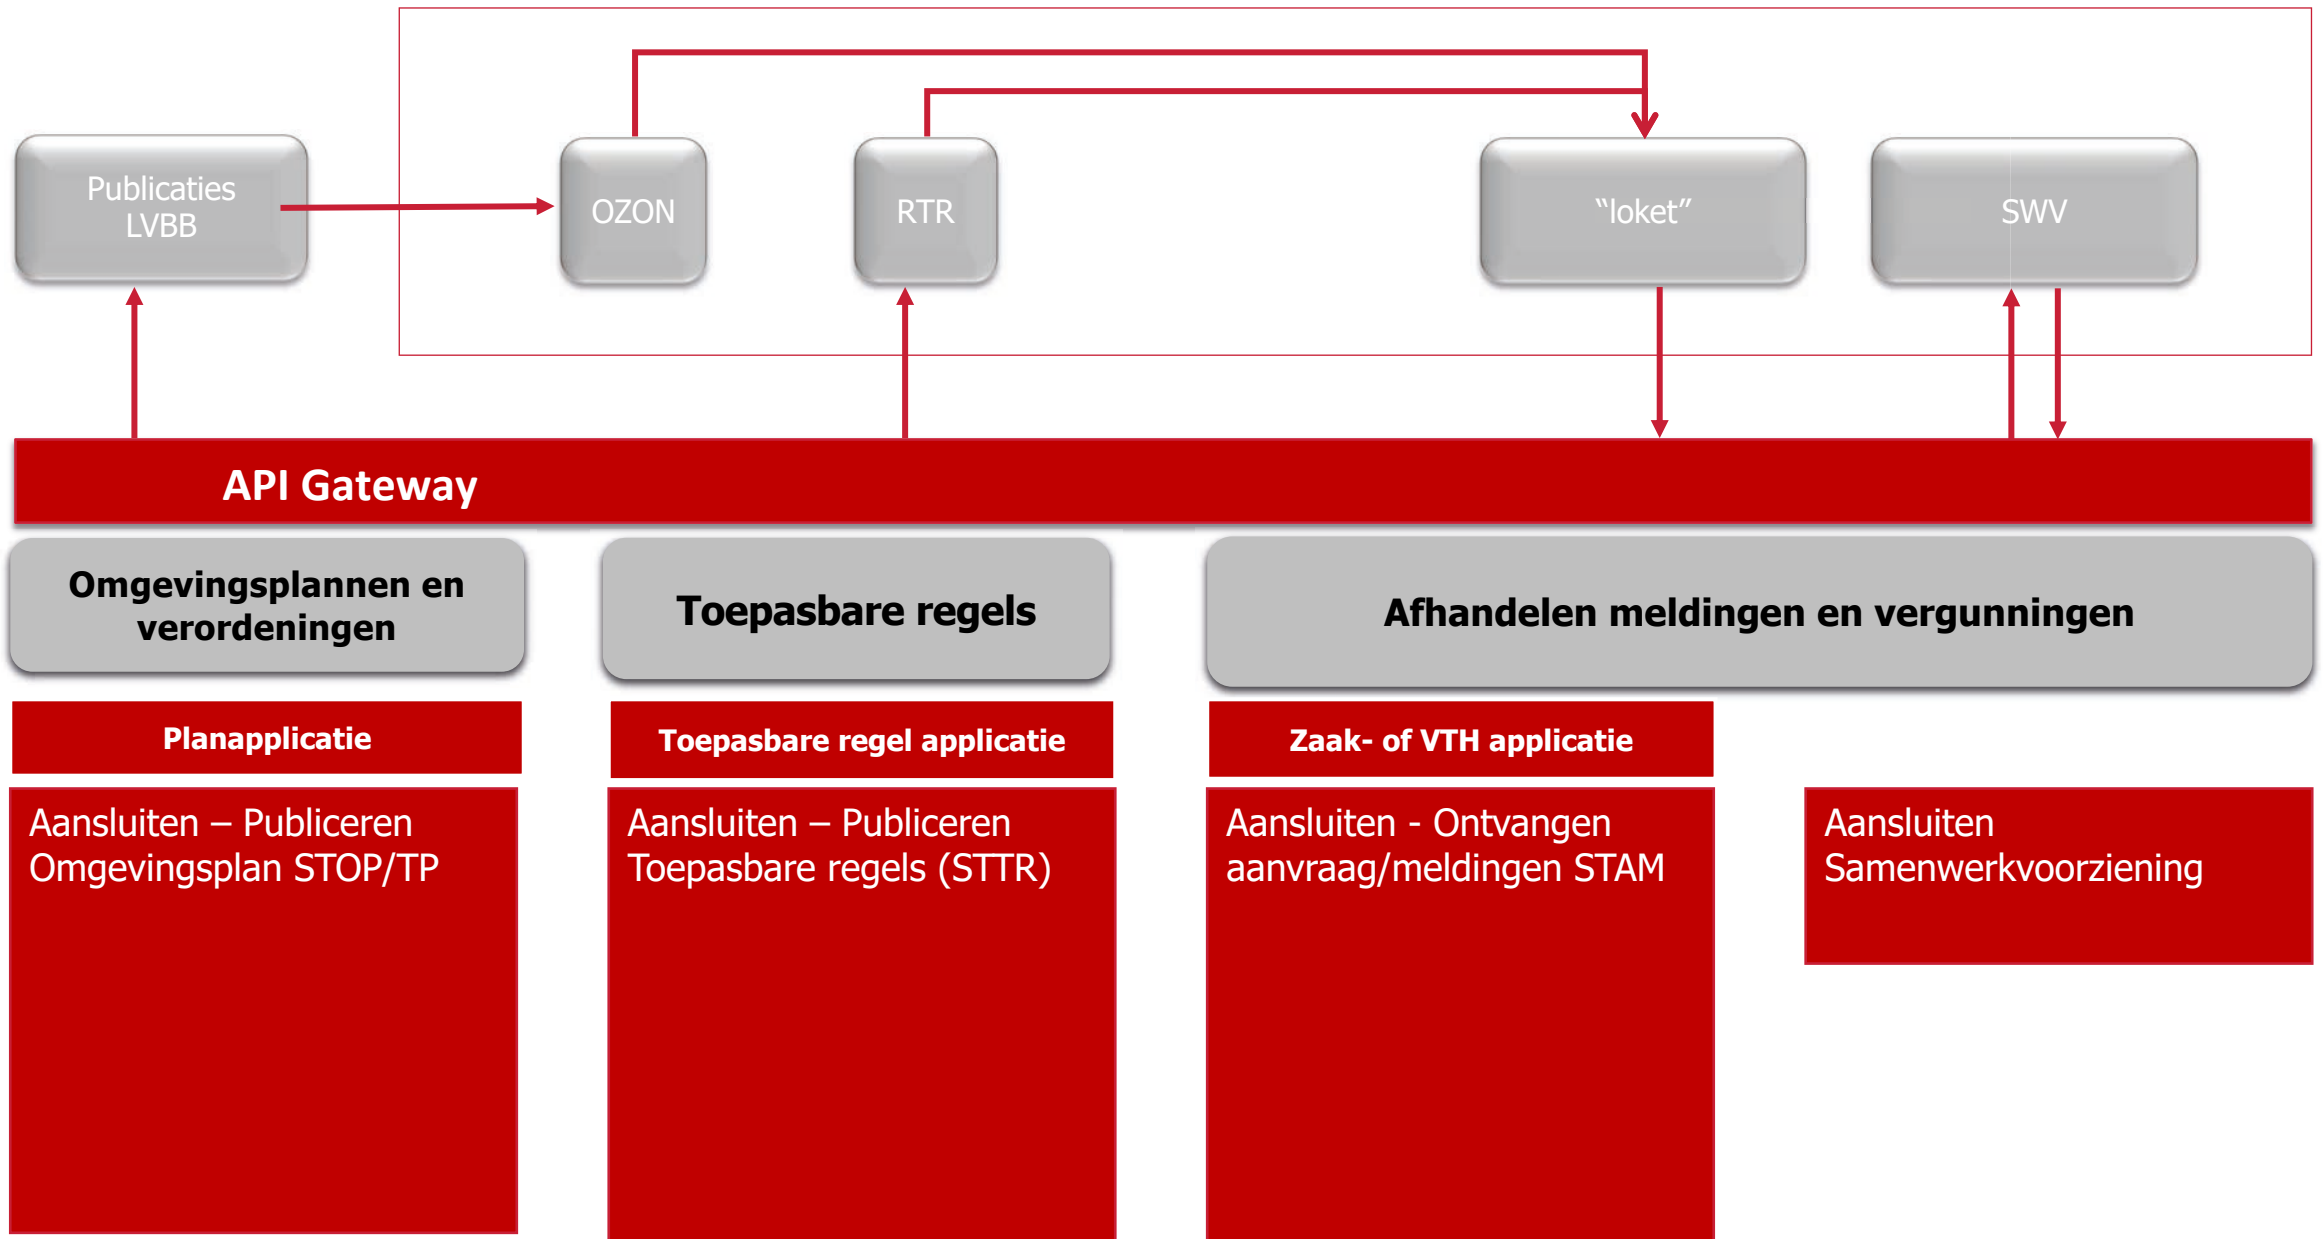 Publicaties
LVBB
OZON
RTR
“loket”
SWV
API Gateway
Omgevingsplannen en
verordeningen
Toepasbare regels
Afhandelen meldingen en vergunningen
Planapplicatie
Toepasbare regel applicatie
Zaak- of VTH applicatie
Aansluiten – Publiceren
Omgevingsplan STOP/TP
Aansluiten – Publiceren
Toepasbare regels (STTR)
Aansluiten - Ontvangen
aanvraag/meldingen STAM
Aansluiten
Samenwerkvoorziening